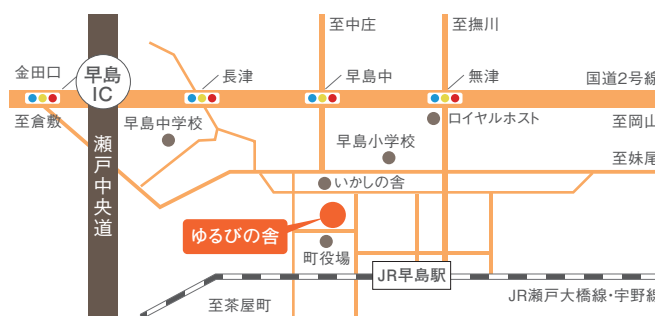 至中庄
至撫川
金田口
早島
IC
長津
早島中
無津
国道2号線
至倉敷
早島中学校
ロイヤルホスト
至岡山
早島小学校
至妹尾
瀬戸中央道
いかしの舎
ゆるびの舎
町役場
JR早島駅
至茶屋町
JR瀬戸大橋線・宇野線